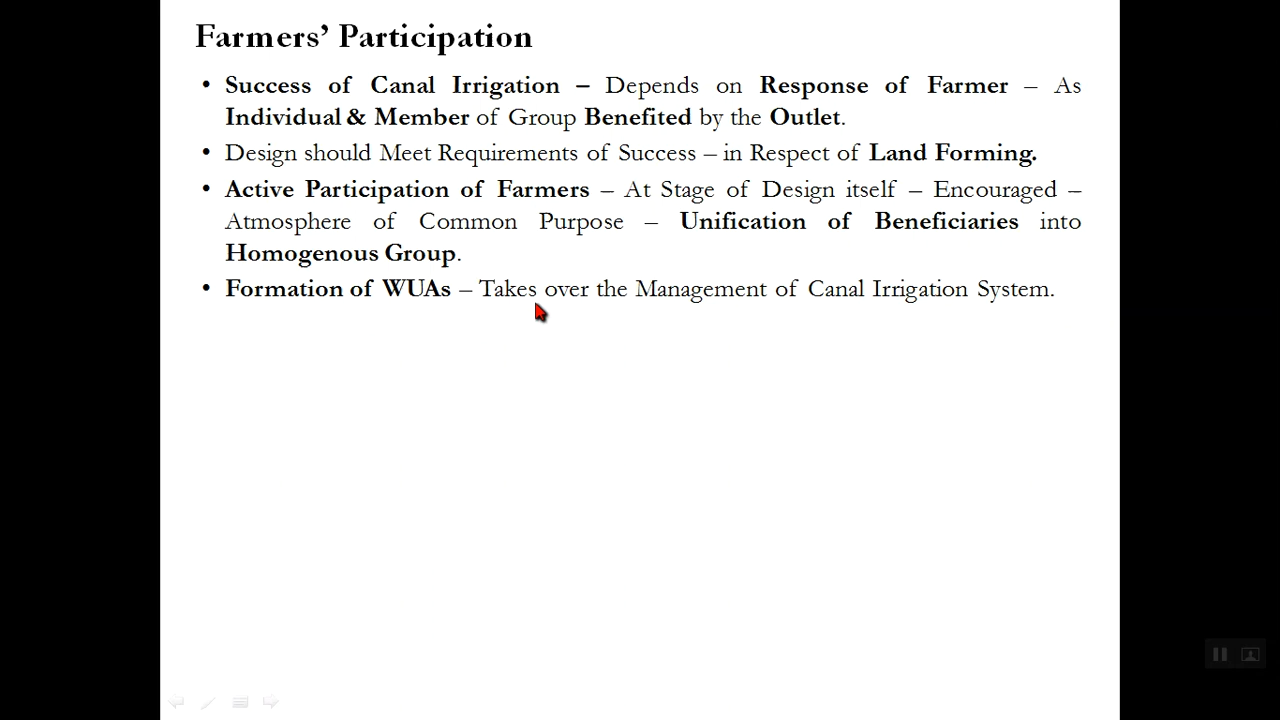 Farmers’ Participation
• Success of Canal Irrigation – Depends on Response of Farmer – As
Individual & Member of Group Benefited by the Outlet.
• Design should Meet Requirements of Success – in Respect of Land Forming.
• Active Participation of Farmers – At Stage of Design itself – Encouraged –
Atmosphere of Common Purpose – Unification of Beneficiaries into
Homogenous Group.
• Formation of WUAs – Takes over the Management of Canal Irrigation System.